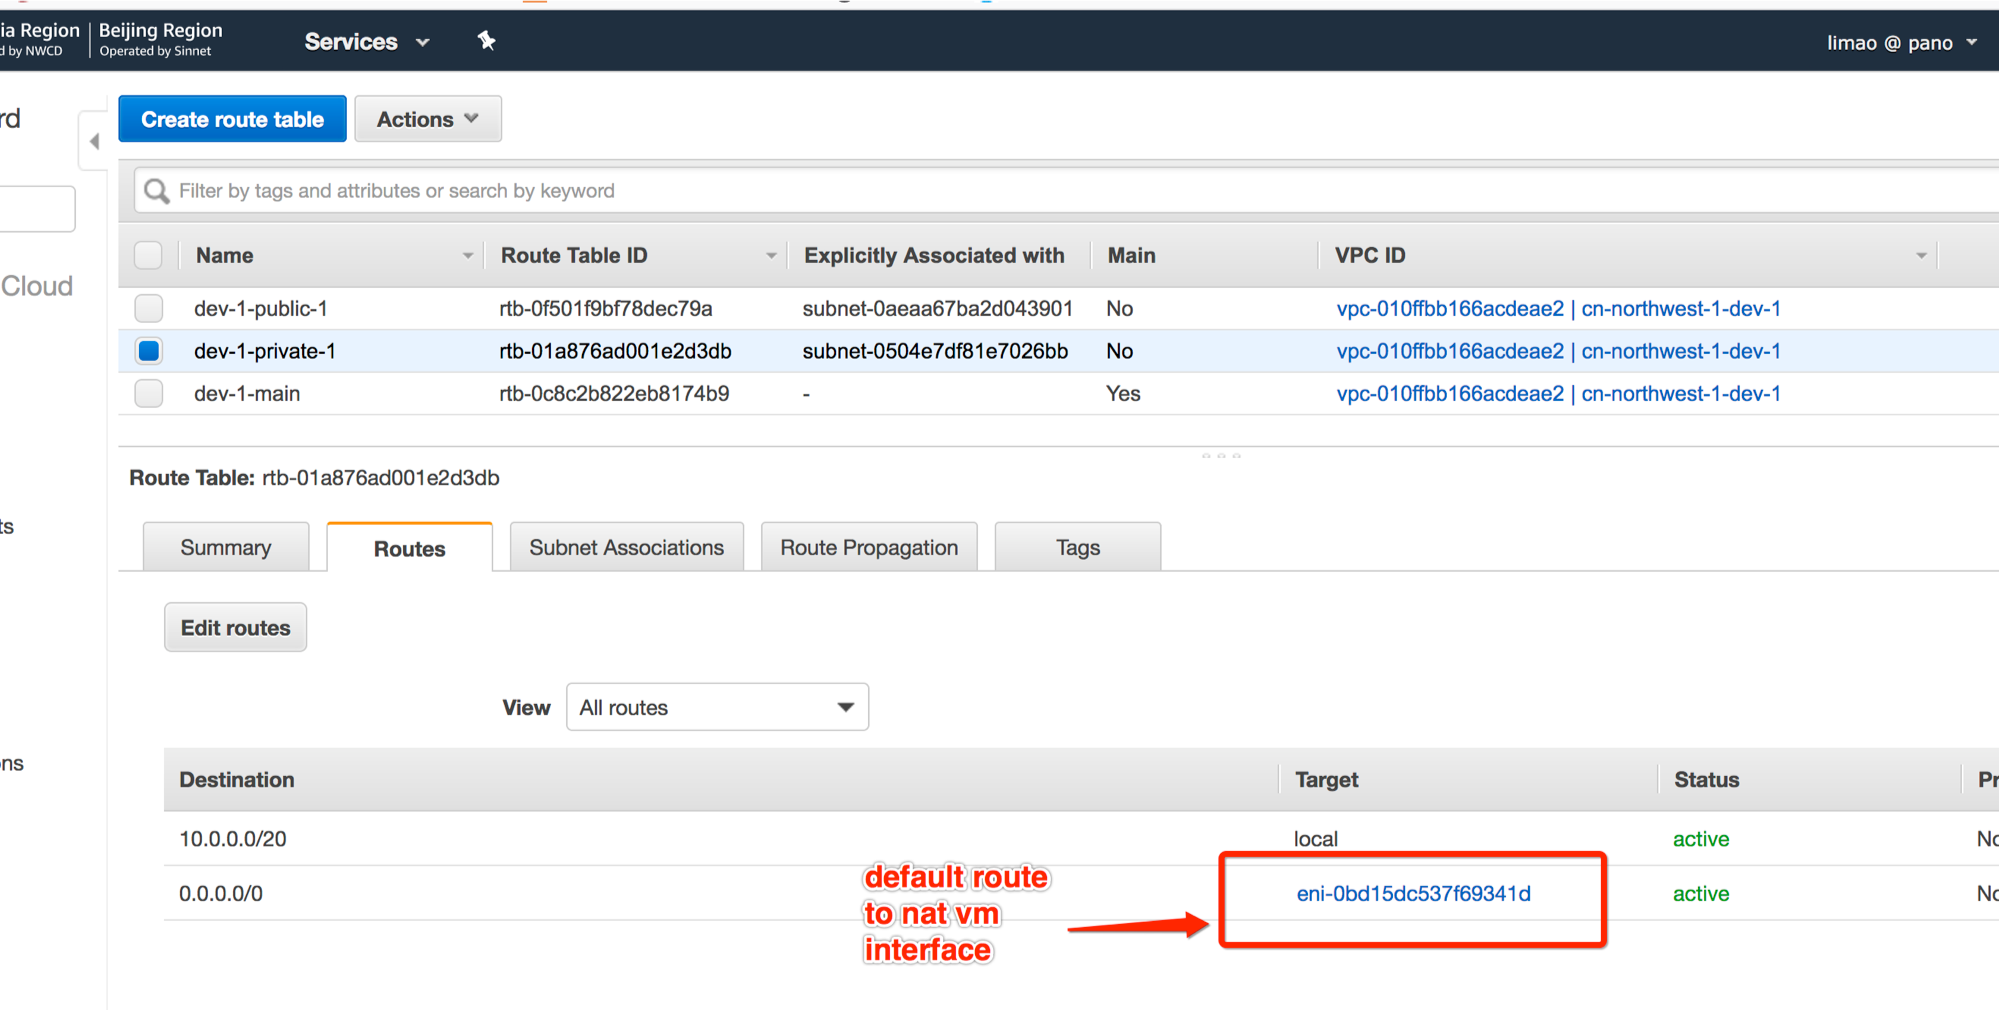 ia Region
Beijing Region
Services
limao @ pano
d by NWCD
Operated by Sinnet
rd
Create route table
Actions
Filter by tags and attributes or search by keyword
Name
Route Table ID
Explicitly Associated with
Main
VPC ID
Cloud
dev-1-public-1
rtb-0f501f9bf78dec79a
subnet-0aeaa67ba2d043901
No
vpc-010ffbb166acdeae2 | cn-northwest-1-dev-1
dev-1-private-1
rtb-01a876ad001e2d3db
subnet-0504e7df81e7026bb
No
vpc-010ffbb166acdeae2 | cn-northwest-1-dev-1
dev-1-main
rtb-0c8c2b822eb8174b9
-
Yes
vpc-010ffbb166acdeae2 | cn-northwest-1-dev-1
Route Table: rtb-01a876ad001e2d3db
ts
Summary
Routes
Subnet Associations
Route Propagation
Tags
Edit routes
View
All routes
ons
Destination
Target
Status
Pr
10.0.0.0/20
local
active
No
0.0.0.0/0
eni-0bd15dc537f69341d
active
No
default route
to nat vm
interface